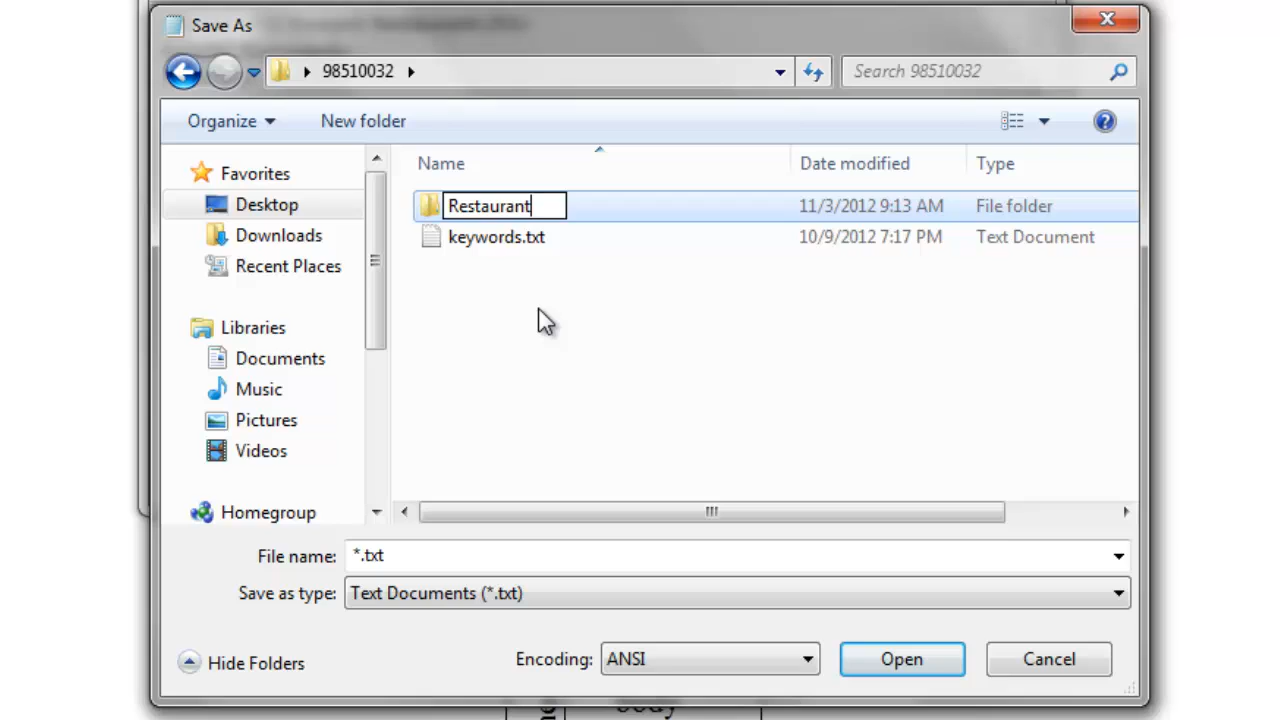 Save As
98510032
Search 98510032
Organize
New folder
Name
Date modified
Type
Favorites
Desktop
Downloads
Recent Places
Libraries
Documents
Music
Pictures
Videos
Homegroup
Restaurant
11/3/2012 9:13 AM
File folder
keywords.txt
10/9/2012 7:17 PM
Text Document
File name:
*.txt
Save as type:
Text Documents (*.txt)
Hide Folders
Encoding:
ANSI
Open
Cancel
body